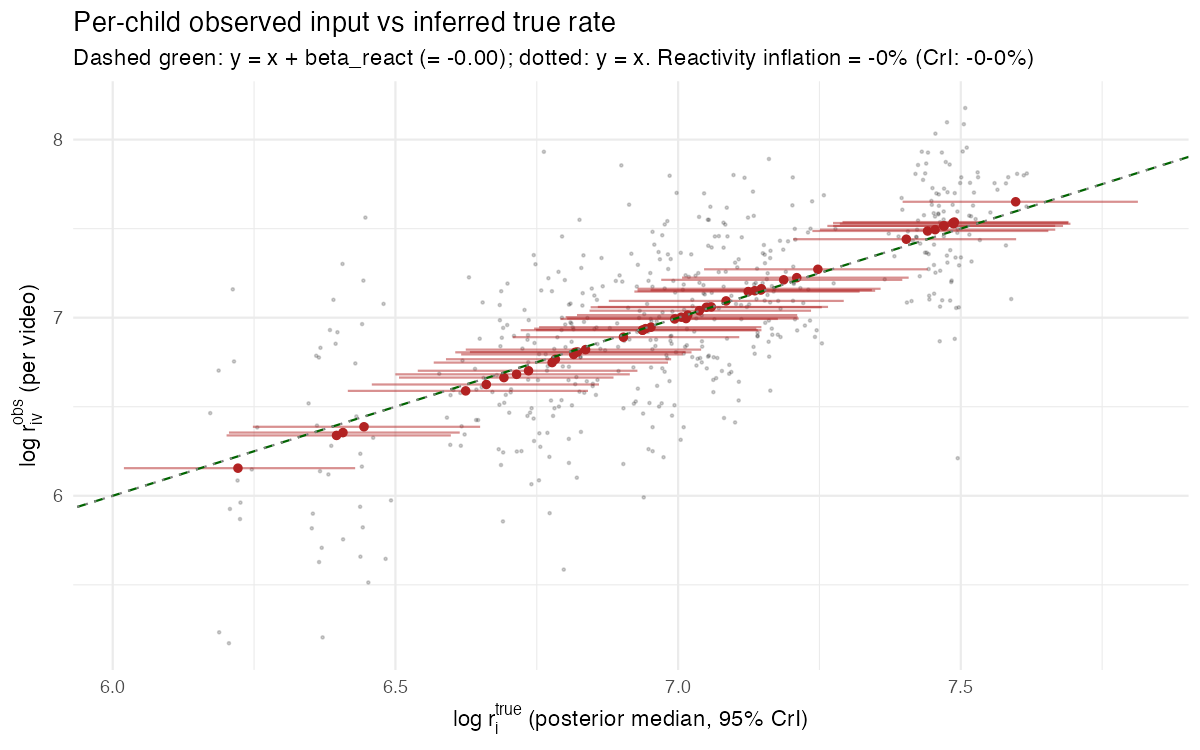 Per-child observed input vs inferred true rate
Dashed green: y = x + beta_react (= -0.00); dotted: y = x. Reactivity inflation = -0% (CrI: -0-0%)
8
7
6
log r_iv^obs (per video)
6.0 6.5 7.0 7.5
log r_i^true (posterior median, 95% CrI)